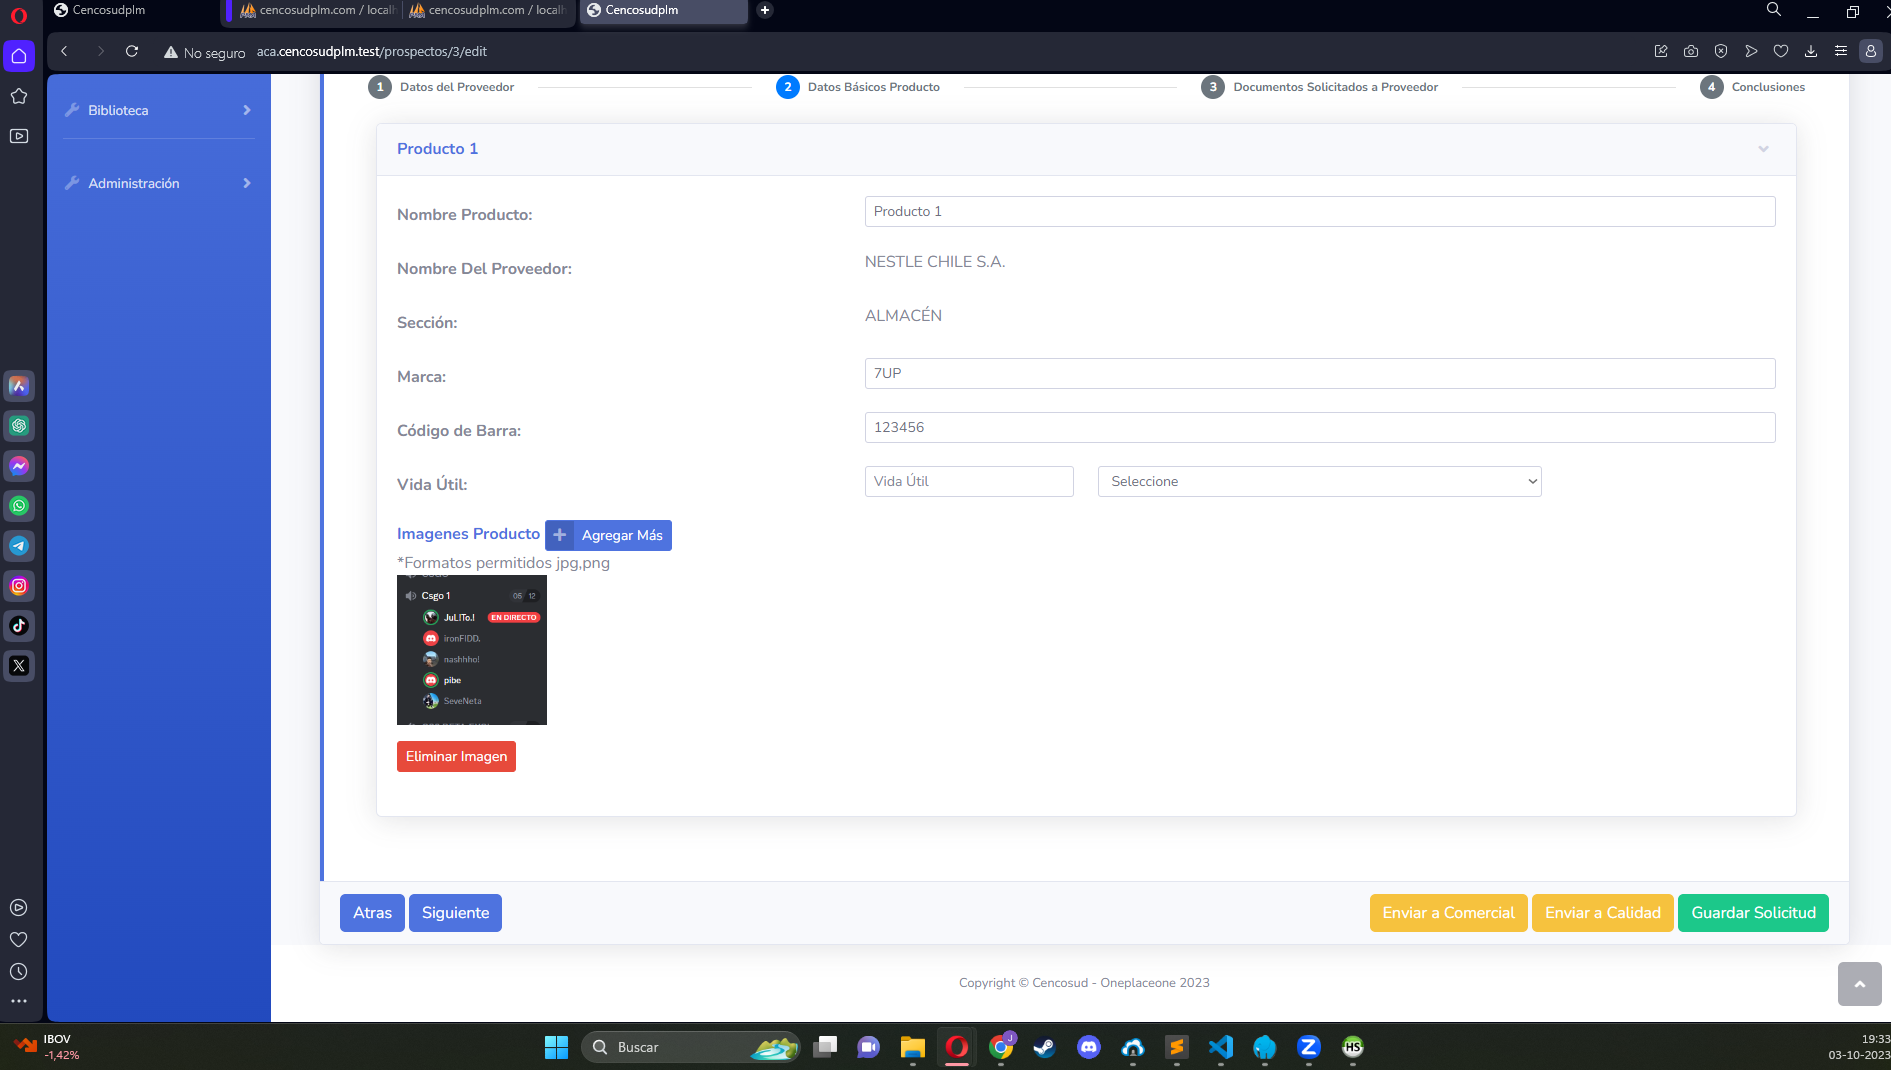 Cencosudplm
cencosudplm.com / localh
cencosudplm.com / localh
Cencosudplm
No seguro
aca.cencosudplm.test/prospectos/3/edit
Biblioteca
Administración
1 Datos del Proveedor
2 Datos Básicos Producto
3 Documentos Solicitados a Proveedor
4 Conclusiones
Producto 1
Nombre Producto:
Producto 1
Nombre Del Proveedor:
NESTLE CHILE S.A.
Sección:
ALMACÉN
Marca:
7UP
Código de Barra:
123456
Vida Útil:
Vida Útil
Seleccione
Imagenes Producto
+ Agregar Más
*Formatos permitidos jpg,png
Csgo 1
05 12
JuL!To.!
EN DIRECTO
ironFIDD.
nashhho!
pibe
SeveNeta
Eliminar Imagen
Atras
Siguiente
Enviar a Comercial
Enviar a Calidad
Guardar Solicitud
Copyright © Cencosud - Oneplaceone 2023
IBOV
-1,42%
Buscar
J
HS
19:33
03-10-2023